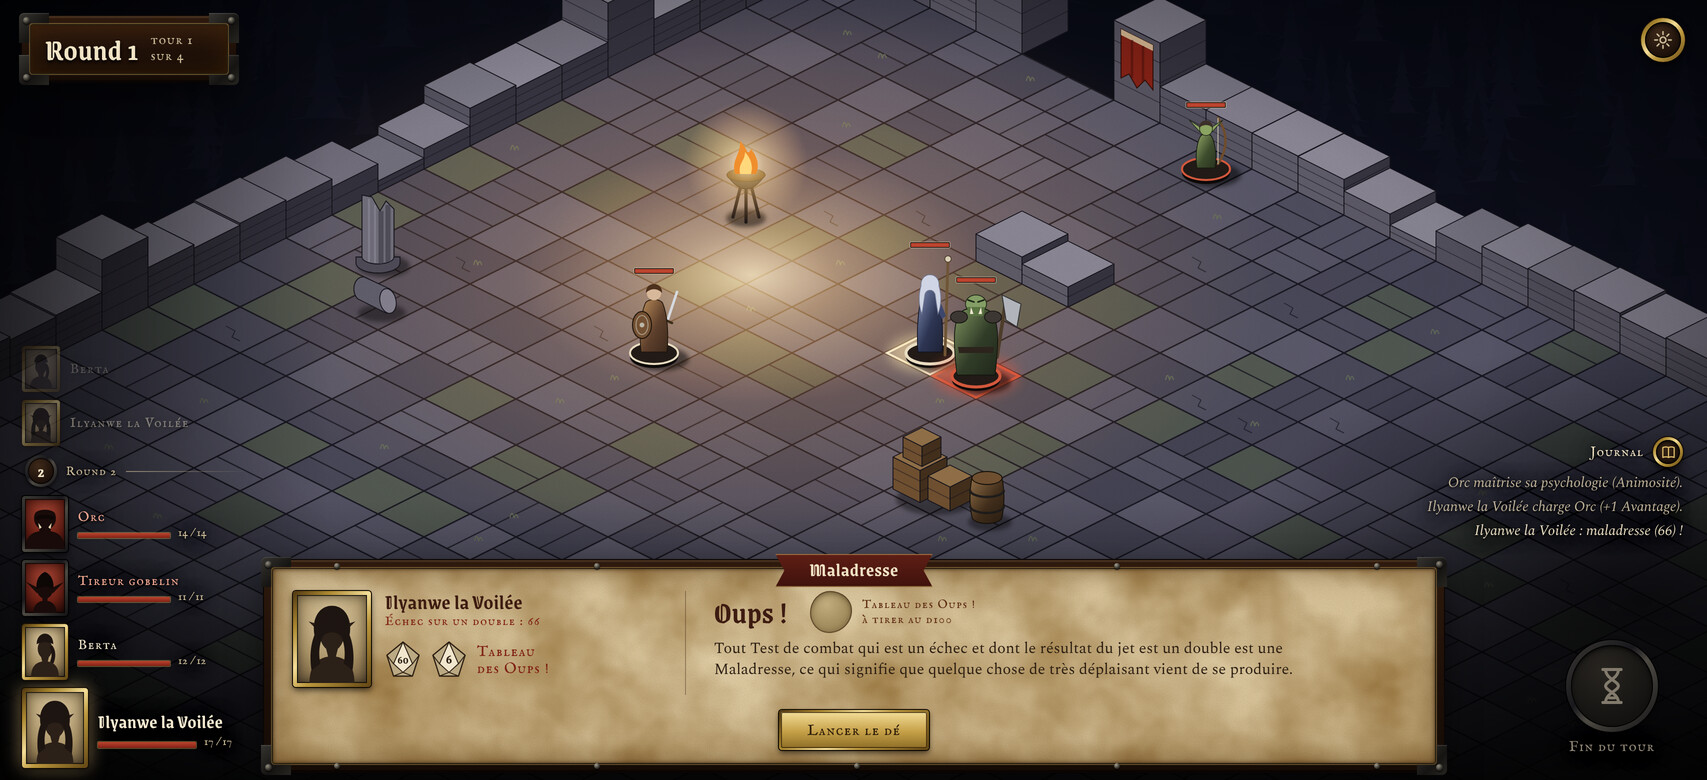 Round 1
Tour 1
sur 4
Berta
Ilyanwe la Voilée
2 Round 2
Orc
14/14
Tireur gobelin
11/11
Berta
12/12
Ilyanwe la Voilée
17/17
Journal
Orc maîtrise sa psychologie (Animosité).
Ilyanwe la Voilée charge Orc (+1 Avantage).
Ilyanwe la Voilée : maladresse (66) !
Maladresse
Ilyanwe la Voilée
Échec sur un double : 66
60 6 Tableau
des Oups !
Oups !
Tableau des Oups !
à tirer au d100
Tout Test de combat qui est un échec et dont le résultat du jet est un double est une
Maladresse, ce qui signifie que quelque chose de très déplaisant vient de se produire.
Lancer le dé
Fin du tour